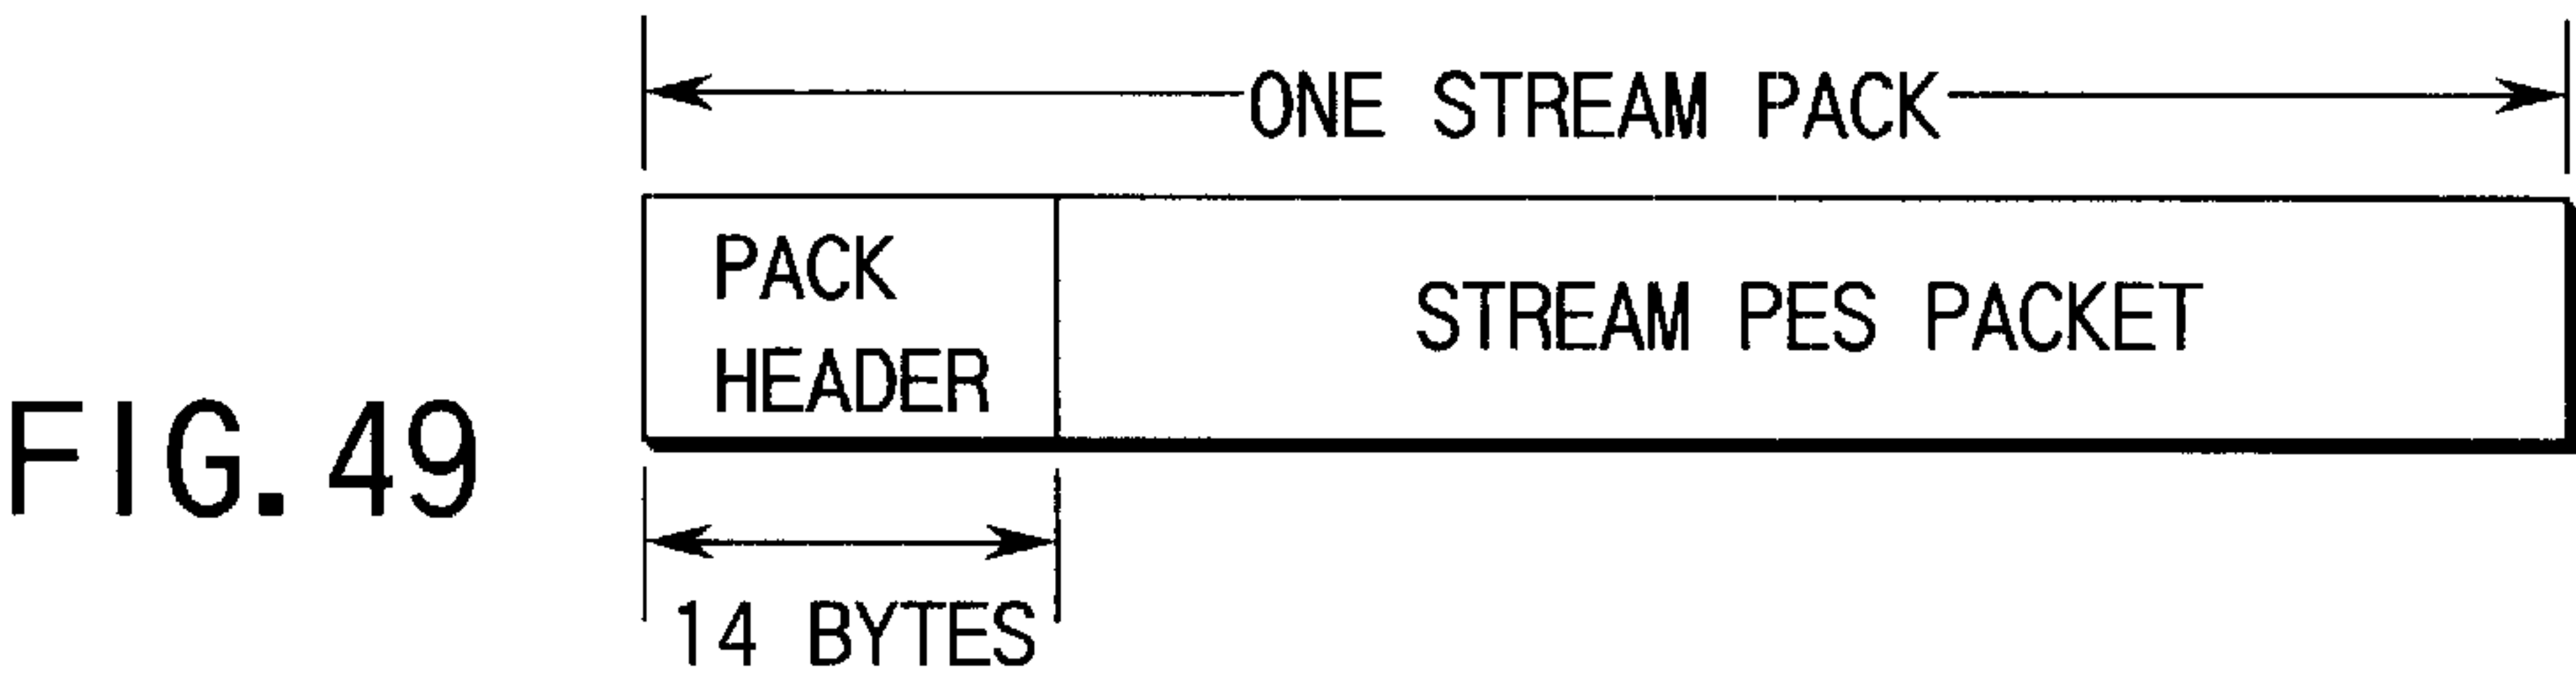 ONE STREAM PACK
PACK
HEADER
STREAM PES PACKET
14 BYTES
FIG. 49